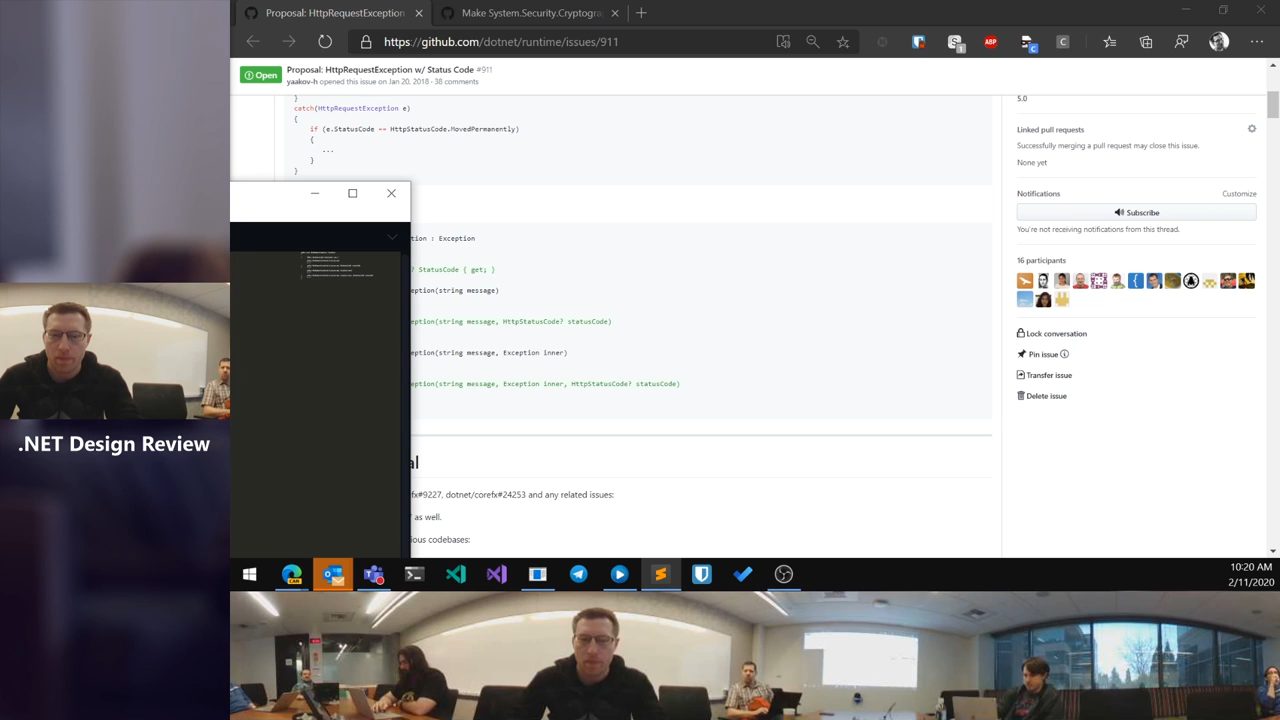 Proposal: HttpRequestException
Make System.Security.Cryptogra
https://github.com/dotnet/runtime/issues/911
ABP
Open
Proposal: HttpRequestException w/ Status Code #911
yaakov-h opened this issue on Jan 20, 2018 · 38 comments
}
catch(HttpRequestException e)
{
if (e.StatusCode == HttpStatusCode.MovedPermanently)
{
...
}
}
ption : Exception
? StatusCode { get; }
eption(string message)
eption(string message, HttpStatusCode? statusCode)
eption(string message, Exception inner)
eption(string message, Exception inner, HttpStatusCode? statusCode)
al
fx#9227, dotnet/corefx#24253 and any related issues:
as well.
ious codebases:
5.0
Linked pull requests
Successfully merging a pull request may close this issue.
None yet
Notifications
Customize
Subscribe
You're not receiving notifications from this thread.
16 participants
Lock conversation
Pin issue
Transfer issue
Delete issue
.NET Design Review
10:20 AM
2/11/2020